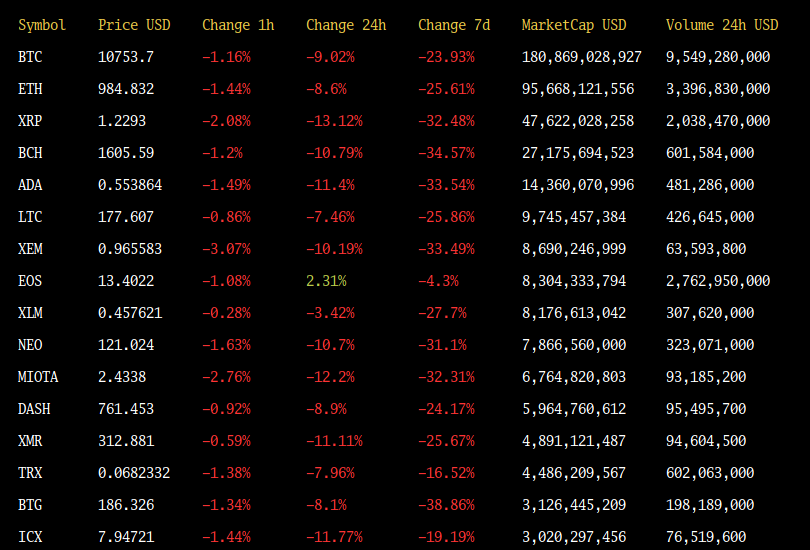 Symbol Price USD Change 1h Change 24h Change 7d MarketCap USD Volume 24h USD
BTC 10753.7 -1.16% -9.02% -23.93% 180,869,028,927 9,549,280,000
ETH 984.832 -1.44% -8.6% -25.61% 95,668,121,556 3,396,830,000
XRP 1.2293 -2.08% -13.12% -32.48% 47,622,028,258 2,038,470,000
BCH 1605.59 -1.2% -10.79% -34.57% 27,175,694,523 601,584,000
ADA 0.553864 -1.49% -11.4% -33.54% 14,360,070,996 481,286,000
LTC 177.607 -0.86% -7.46% -25.86% 9,745,457,384 426,645,000
XEM 0.965583 -3.07% -10.19% -33.49% 8,690,246,999 63,593,800
EOS 13.4022 -1.08% 2.31% -4.3% 8,304,333,794 2,762,950,000
XLM 0.457621 -0.28% -3.42% -27.7% 8,176,613,042 307,620,000
NEO 121.024 -1.63% -10.7% -31.1% 7,866,560,000 323,071,000
MIOTA 2.4338 -2.76% -12.2% -32.31% 6,764,820,803 93,185,200
DASH 761.453 -0.92% -8.9% -24.17% 5,964,760,612 95,495,700
XMR 312.881 -0.59% -11.11% -25.67% 4,891,121,487 94,604,500
TRX 0.0682332 -1.38% -7.96% -16.52% 4,486,209,567 602,063,000
BTG 186.326 -1.34% -8.1% -38.86% 3,126,445,209 198,189,000
ICX 7.94721 -1.44% -11.77% -19.19% 3,020,297,456 76,519,600